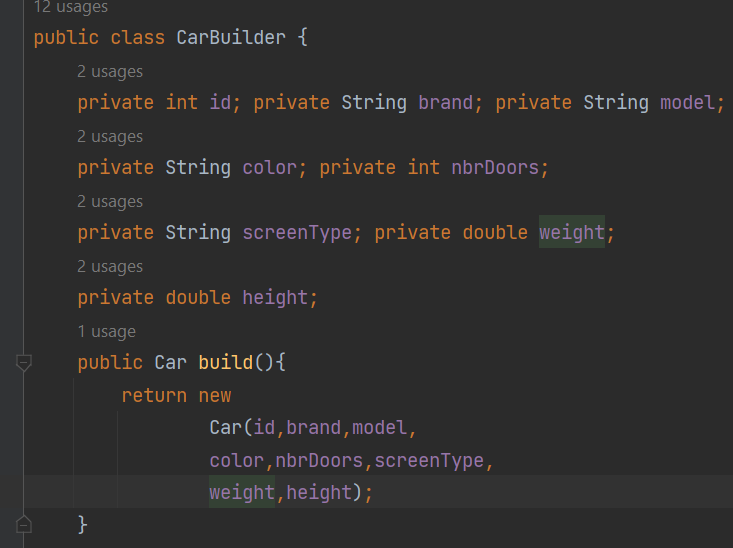 12 usages
public class CarBuilder {
2 usages
private int id; private String brand; private String model;
2 usages
private String color; private int nbrDoors;
2 usages
private String screenType; private double weight;
2 usages
private double height;
1 usage
public Car build(){
return new
Car(id,brand,model,
color,nbrDoors,screenType,
weight,height);
}